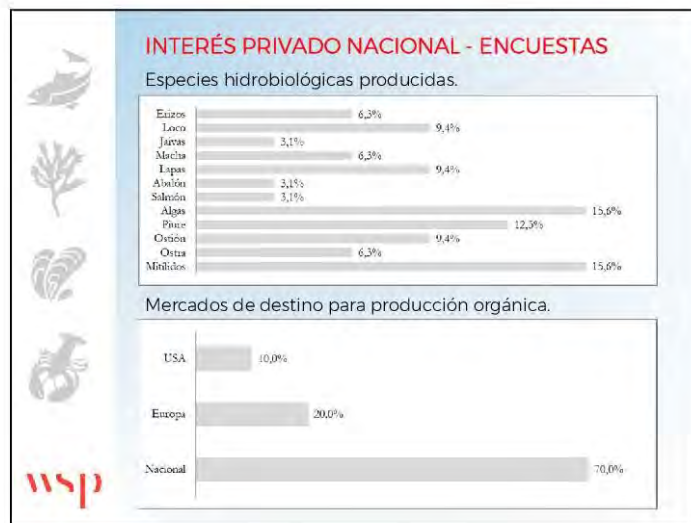 INTERÉS PRIVADO NACIONAL - ENCUESTAS
Especies hidrobiológicas producidas.
Erizos 6,3%
Loco 9,4%
Jaivas 3,1%
Macha 6,3%
Lapas 9,4%
Abalón 3,1%
Salmón 3,1%
Algas 15,6%
Piure 12,5%
Ostión 9,4%
Ostra 6,3%
Mitílidos 15,6%
Mercados de destino para producción orgánica.
USA 10,0%
Europa 20,0%
Nacional 70,0%
wsp